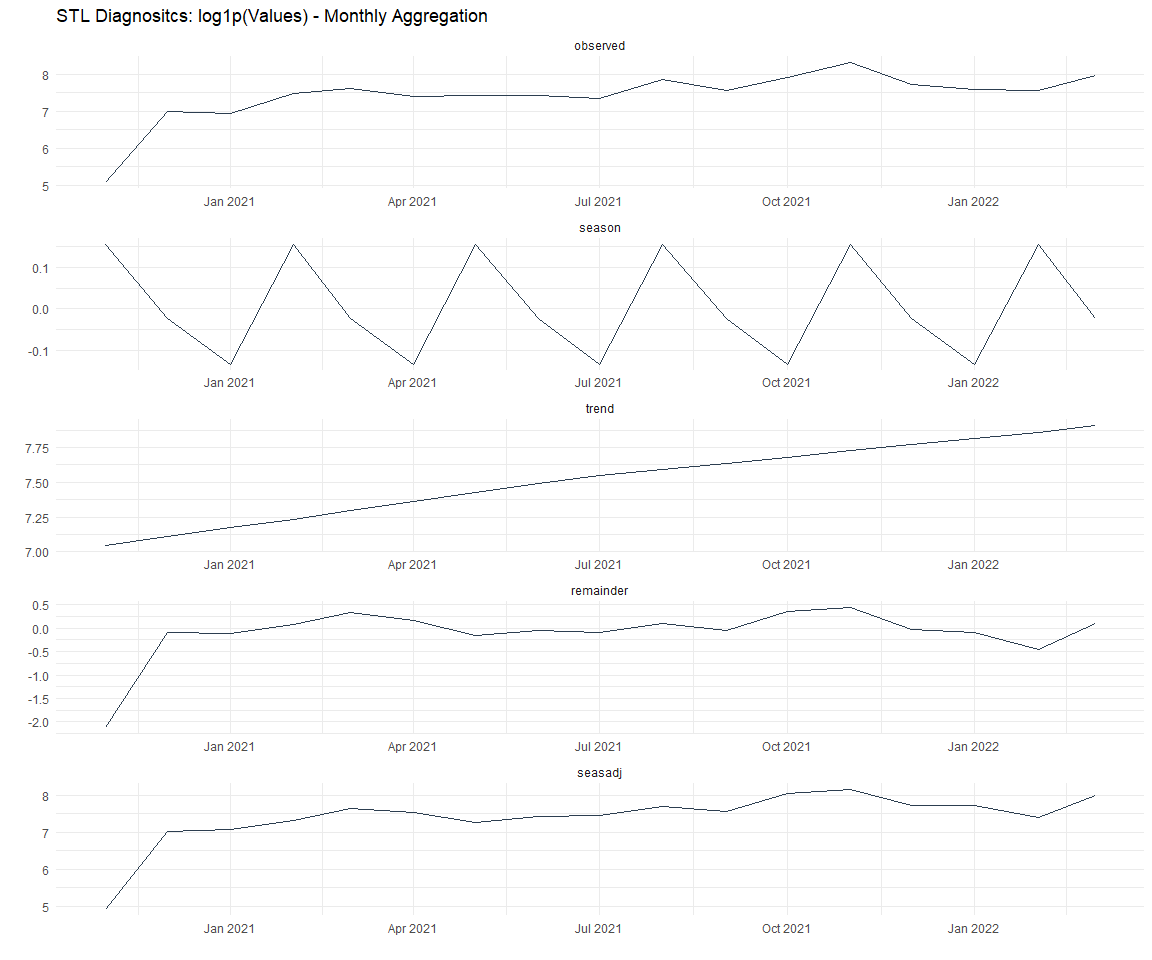 STL Diagnositcs: log1p(Values) - Monthly Aggregation
observed
8
7
6
5
Jan 2021 Apr 2021 Jul 2021 Oct 2021 Jan 2022
season
0.1
0.0
-0.1
Jan 2021 Apr 2021 Jul 2021 Oct 2021 Jan 2022
trend
7.75
7.50
7.25
7.00
Jan 2021 Apr 2021 Jul 2021 Oct 2021 Jan 2022
remainder
0.5
0.0
-0.5
-1.0
-1.5
-2.0
Jan 2021 Apr 2021 Jul 2021 Oct 2021 Jan 2022
seasadj
8
7
6
5
Jan 2021 Apr 2021 Jul 2021 Oct 2021 Jan 2022